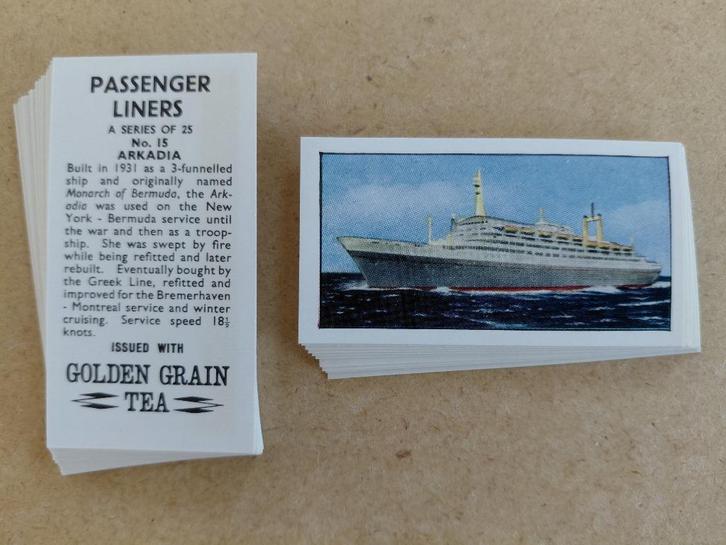 PASSENGER
LINERS
A SERIES OF 25
No. 15
ARKADIA
Built in 1931 as a 3-funnelled
ship and originally named
Monarch of Bermuda, the Ark-
adia was used on the New
York - Bermuda service until
the war and then as a troop-
ship. She was swept by fire
while being refitted and later
rebuilt. Eventually bought by
the Greek Line, refitted and
improved for the Bremerhaven
- Montreal service and winter
cruising. Service speed 18½
knots.
ISSUED WITH
GOLDEN GRAIN
TEA